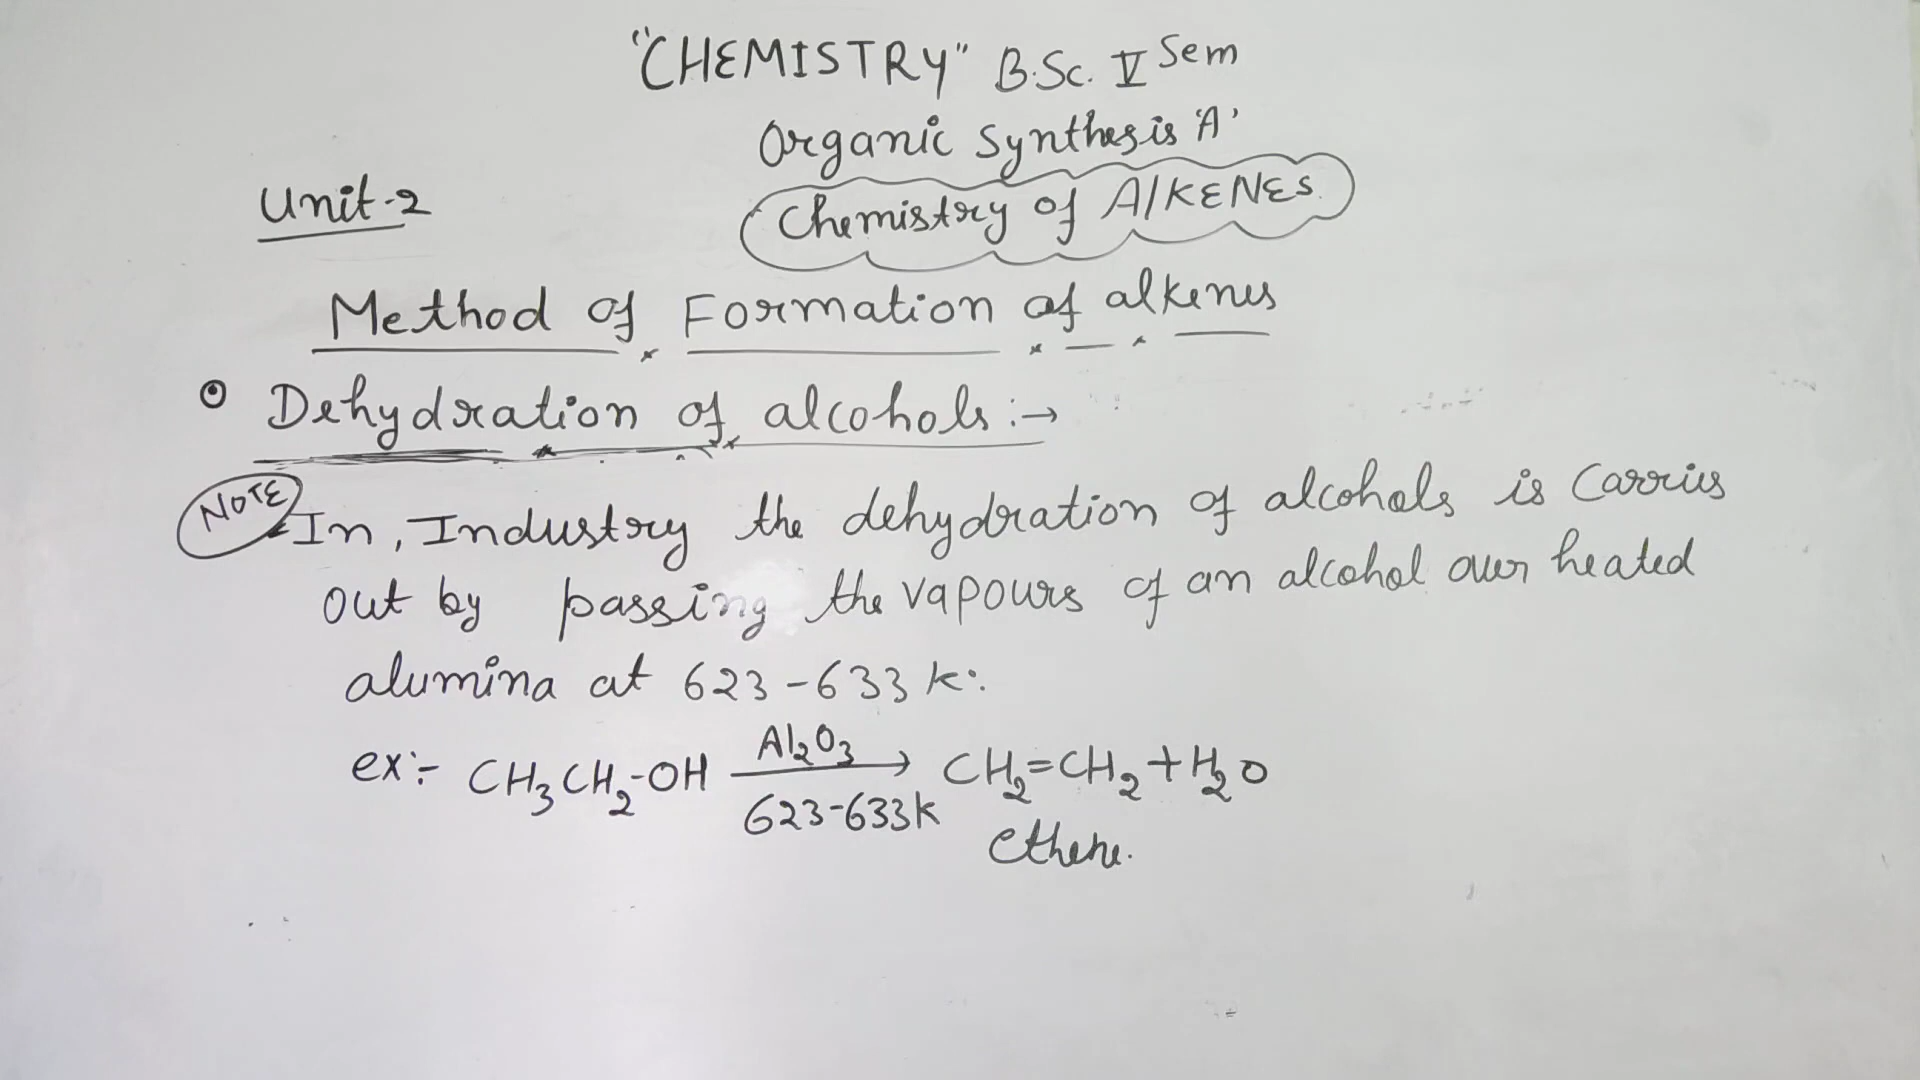 "CHEMISTRY" B.Sc. V Sem
Organic Synthesis 'A'
Unit-2
Chemistry of AlKENES.
Method of Formation of alkenes
Dehydration of alcohols:→
NOTE In, Industry the dehydration of alcohols is Carries
out by passing the vapours of an alcohol over heated
alumina at 623-633 k.
ex:- CH₃CH₂-OH Al₂O₃ → 623-633k CH₂=CH₂+H₂O
Ethene.